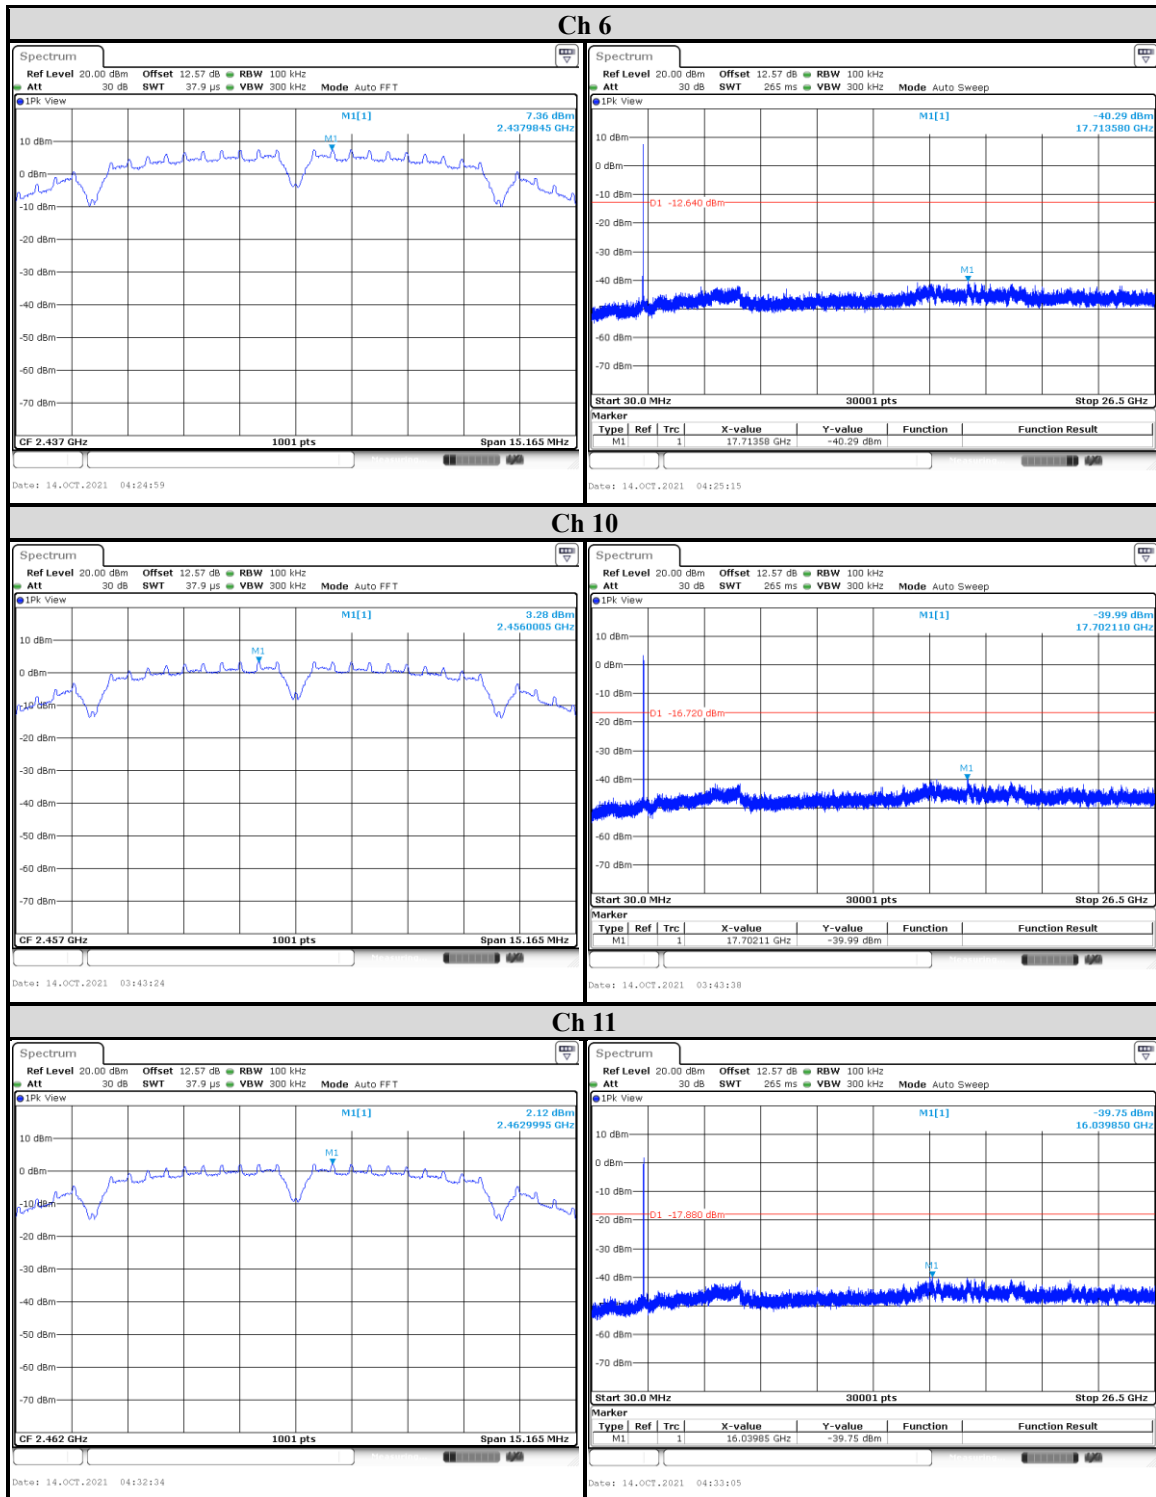 Ch 6
Spectrum
Ref Level 20.00 dBm Offset 12.57 dB RBW 100 kHz
Att 30 dB SWT 37.9 µs VBW 300 kHz Mode Auto FFT
1Pk View
M1[1] 7.36 dBm
2.4379845 GHz
M1
10 dBm
0 dBm
-10 dBm
-20 dBm
-30 dBm
-40 dBm
-50 dBm
-60 dBm
-70 dBm
CF 2.437 GHz 1001 pts Span 15.165 MHz
Date: 14.OCT.2021 04:24:59
Spectrum
Ref Level 20.00 dBm Offset 12.57 dB RBW 100 kHz
Att 30 dB SWT 265 ms VBW 300 kHz Mode Auto Sweep
1Pk View
M1[1] -40.29 dBm
17.713580 GHz
10 dBm
0 dBm
-10 dBm
D1 -12.640 dBm
-20 dBm
-30 dBm
M1
-40 dBm
-60 dBm
-70 dBm
Start 30.0 MHz 30001 pts Stop 26.5 GHz
Marker
Type Ref Trc X-value Y-value Function Function Result
M1 1 17.71358 GHz -40.29 dBm
Date: 14.OCT.2021 04:25:15
Ch 10
Spectrum
Ref Level 20.00 dBm Offset 12.57 dB RBW 100 kHz
Att 30 dB SWT 37.9 µs VBW 300 kHz Mode Auto FFT
1Pk View
M1[1] 3.28 dBm
2.4560005 GHz
10 dBm
M1
0 dBm
-10 dBm
-20 dBm
-30 dBm
-40 dBm
-50 dBm
-60 dBm
-70 dBm
CF 2.457 GHz 1001 pts Span 15.165 MHz
Date: 14.OCT.2021 03:43:24
Spectrum
Ref Level 20.00 dBm Offset 12.57 dB RBW 100 kHz
Att 30 dB SWT 265 ms VBW 300 kHz Mode Auto Sweep
1Pk View
M1[1] -39.99 dBm
17.702110 GHz
10 dBm
0 dBm
-10 dBm
D1 -16.720 dBm
-20 dBm
-30 dBm
M1
-40 dBm
-60 dBm
-70 dBm
Start 30.0 MHz 30001 pts Stop 26.5 GHz
Marker
Type Ref Trc X-value Y-value Function Function Result
M1 1 17.70211 GHz -39.99 dBm
Date: 14.OCT.2021 03:43:38
Ch 11
Spectrum
Ref Level 20.00 dBm Offset 12.57 dB RBW 100 kHz
Att 30 dB SWT 37.9 µs VBW 300 kHz Mode Auto FFT
1Pk View
M1[1] 2.12 dBm
2.4629995 GHz
10 dBm
M1
0 dBm
-10 dBm
-20 dBm
-30 dBm
-40 dBm
-50 dBm
-60 dBm
-70 dBm
CF 2.462 GHz 1001 pts Span 15.165 MHz
Date: 14.OCT.2021 04:32:34
Spectrum
Ref Level 20.00 dBm Offset 12.57 dB RBW 100 kHz
Att 30 dB SWT 265 ms VBW 300 kHz Mode Auto Sweep
1Pk View
M1[1] -39.75 dBm
16.039850 GHz
10 dBm
0 dBm
-10 dBm
D1 -17.880 dBm
-20 dBm
-30 dBm
M1
-40 dBm
-60 dBm
-70 dBm
Start 30.0 MHz 30001 pts Stop 26.5 GHz
Marker
Type Ref Trc X-value Y-value Function Function Result
M1 1 16.03985 GHz -39.75 dBm
Date: 14.OCT.2021 04:33:05